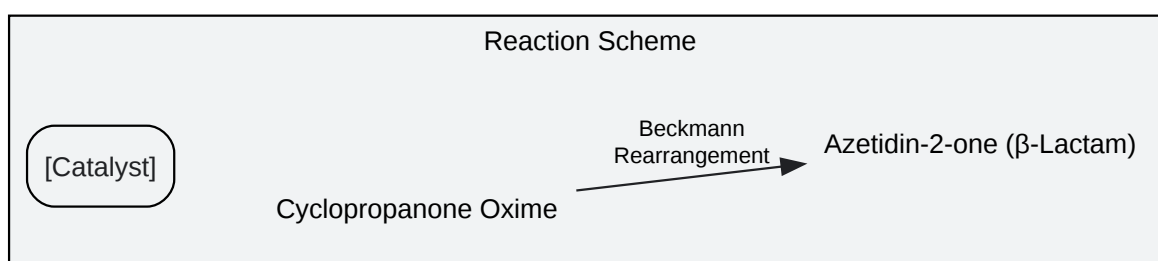 Reaction Scheme
[Catalyst]
Beckmann
Rearrangement
Azetidin-2-one (β-Lactam)
Cyclopropanone Oxime